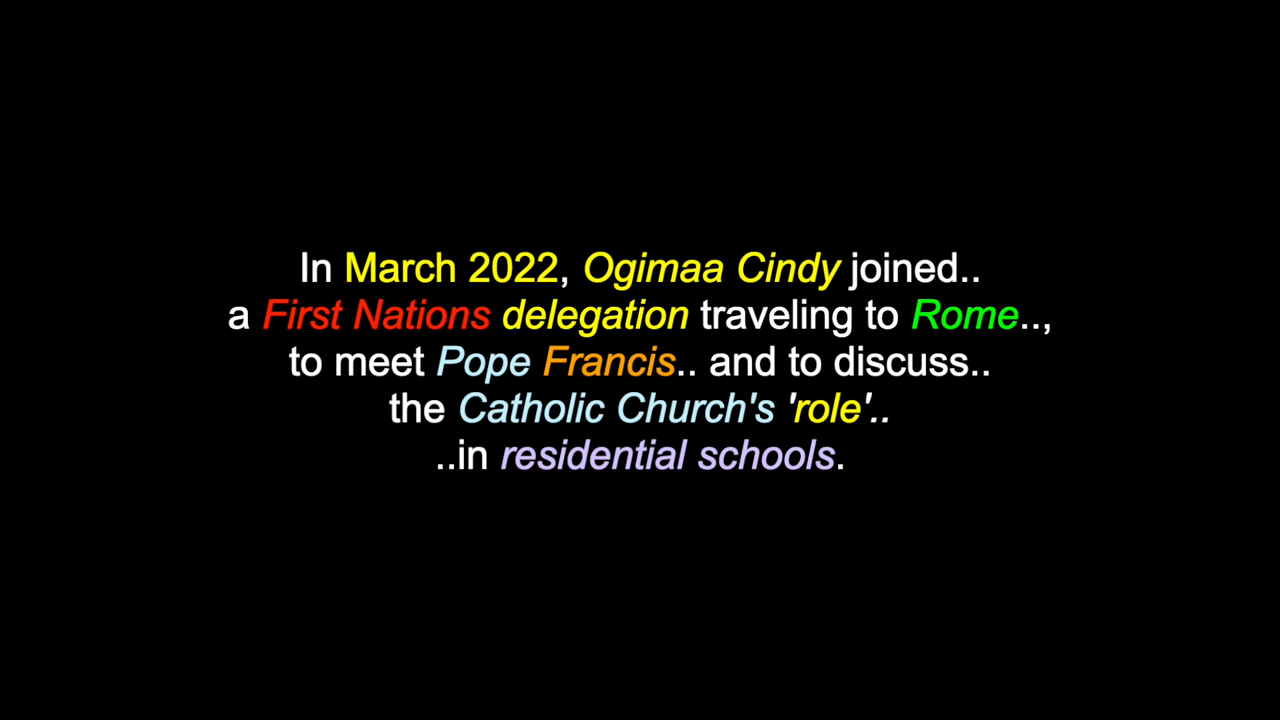 In March 2022, Ogimaa Cindy joined..
a First Nations delegation traveling to Rome..,
to meet Pope Francis.. and to discuss..
the Catholic Church's 'role'..
..in residential schools.